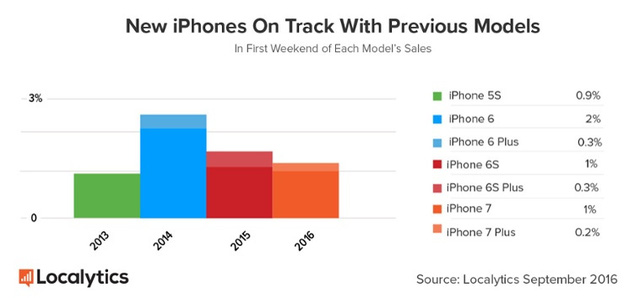 New iPhones On Track With Previous Models
In First Weekend of Each Model's Sales
3%
0
2013
2014
2015
2016
iPhone 5S 0.9%
iPhone 6 2%
iPhone 6 Plus 0.3%
iPhone 6S 1%
iPhone 6S Plus 0.3%
iPhone 7 1%
iPhone 7 Plus 0.2%
Localytics
Source: Localytics September 2016